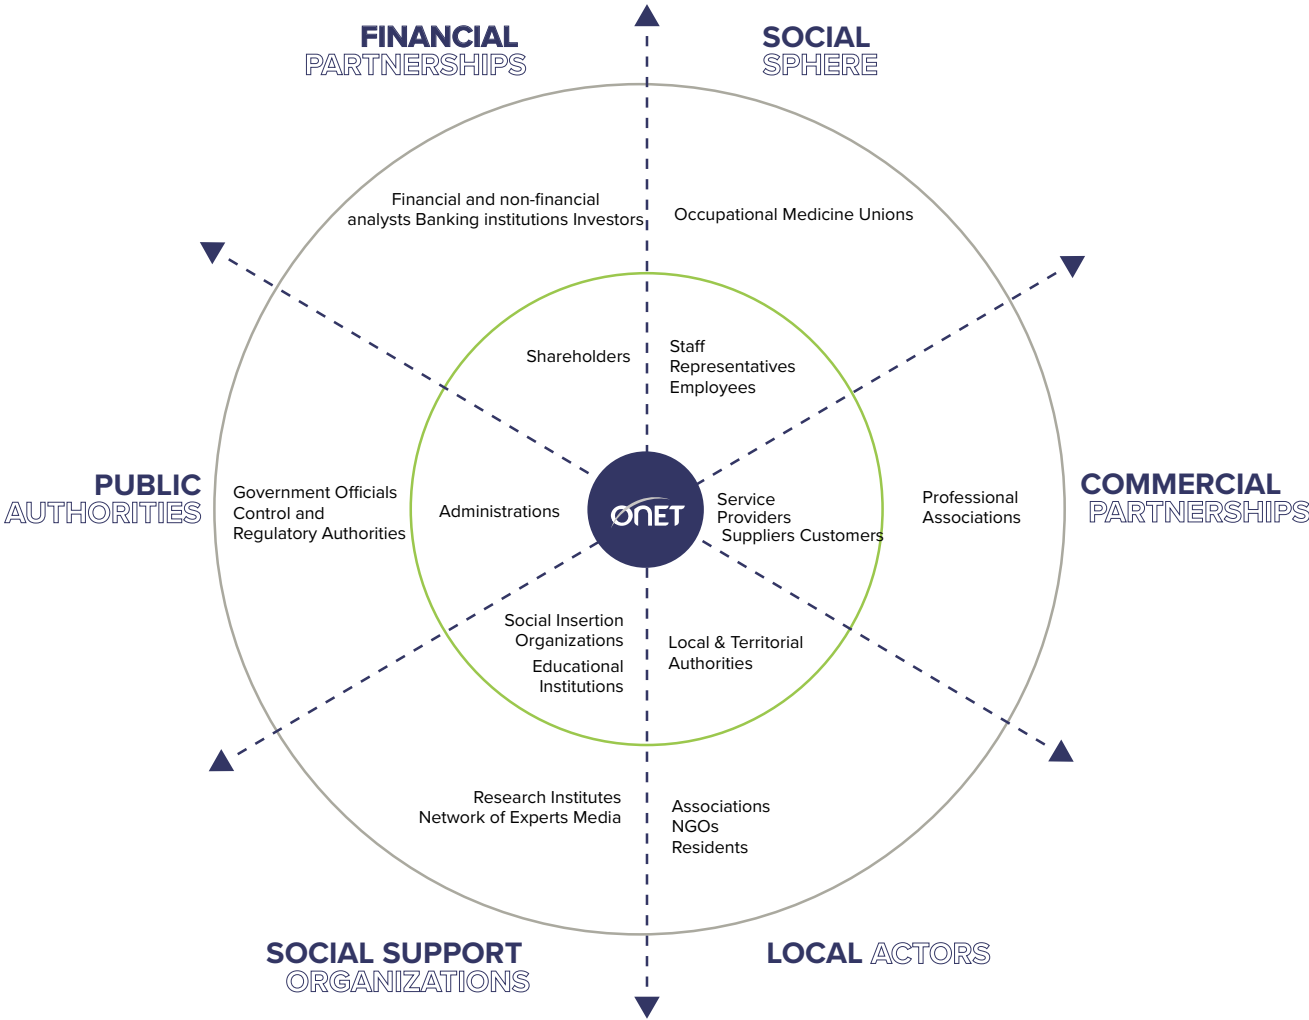 FINANCIAL
PARTNERSHIPS
SOCIAL
SPHERE
Financial and non-financial
analysts Banking institutions Investors
Occupational Medicine Unions
Shareholders
Staff
Representatives
Employees
PUBLIC
AUTHORITIES
Government Officials
Control and
Regulatory Authorities
Administrations
ONET
Service
Providers
Suppliers Customers
Professional
Associations
COMMERCIAL
PARTNERSHIPS
Social Insertion
Organizations
Educational
Institutions
Local & Territorial
Authorities
Research Institutes
Network of Experts Media
Associations
NGOs
Residents
SOCIAL SUPPORT
ORGANIZATIONS
LOCAL ACTORS